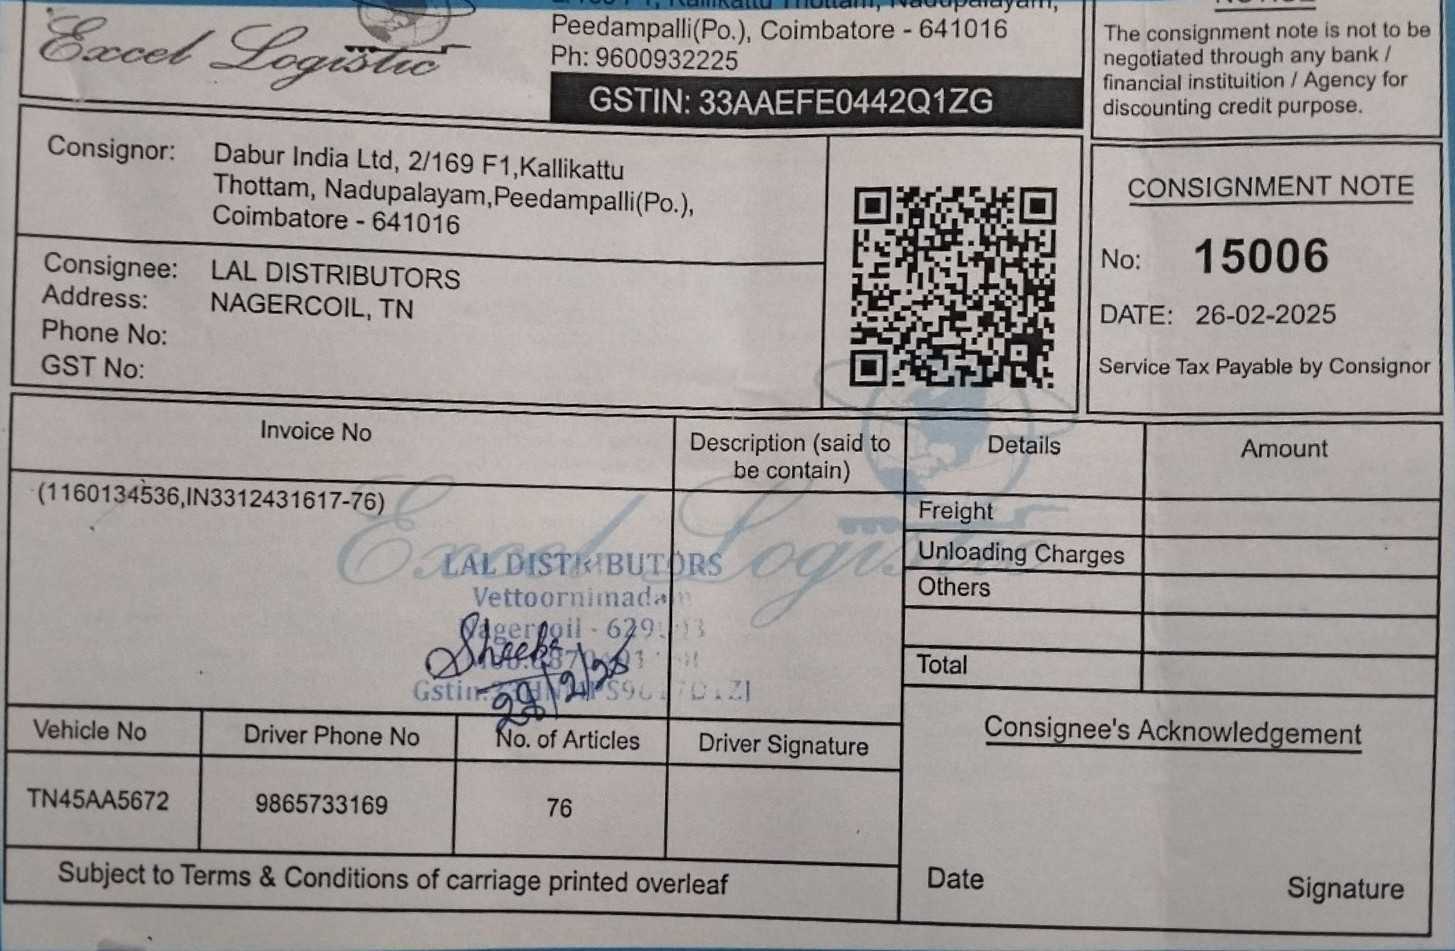 Excel Logistic
Peedampalli(Po.), Coimbatore - 641016
Ph: 9600932225
GSTIN: 33AAEFE0442Q1ZG
The consignment note is not to be
negotiated through any bank /
financial instituition / Agency for
discounting credit purpose.
Consignor: Dabur India Ltd, 2/169 F1,Kallikattu
Thottam, Nadupalayam,Peedampalli(Po.),
Coimbatore - 641016
Consignee: LAL DISTRIBUTORS
Address: NAGERCOIL, TN
Phone No:
GST No:
CONSIGNMENT NOTE
No: 15006
DATE: 26-02-2025
Service Tax Payable by Consignor
Invoice No
Description (said to
be contain)
Details
Amount
(1160134536,IN3312431617-76)
Freight
Unloading Charges
Others
Total
Excel Logistic
LAL DISTRIBUTORS
Vettoornimadam
Nagercoil -
Gstin:
Vehicle No
Driver Phone No
No. of Articles
Driver Signature
TN45AA5672
9865733169
76
Consignee's Acknowledgement
Date
Signature
Subject to Terms & Conditions of carriage printed overleaf